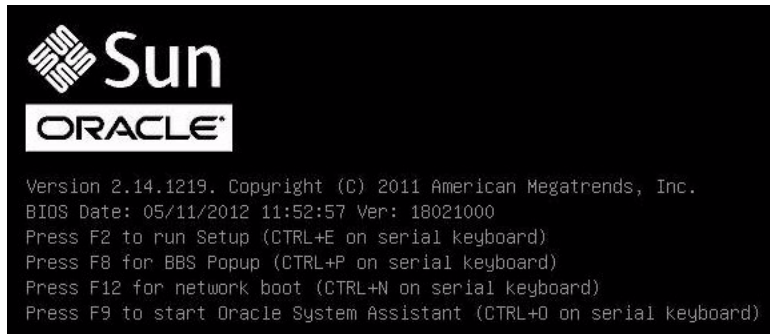 Sun
ORACLE
Version 2.14.1219. Copyright (C) 2011 American Megatrends, Inc.
BIOS Date: 05/11/2012 11:52:57 Ver: 18021000
Press F2 to run Setup (CTRL+E on serial keyboard)
Press F8 for BBS Popup (CTRL+P on serial keyboard)
Press F12 for network boot (CTRL+N on serial keyboard)
Press F9 to start Oracle System Assistant (CTRL+O on serial keyboard)